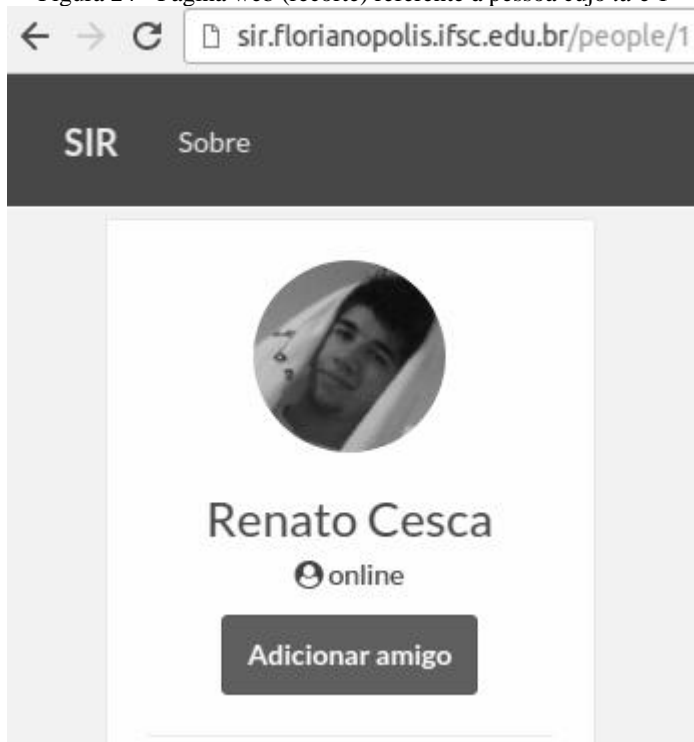 sir.florianopolis.ifsc.edu.br/people/1
SIR Sobre
Renato Cesca
online
Adicionar amigo